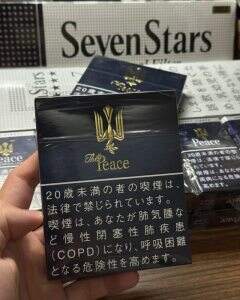 SevenStars
The
Peace
20歳未満の者の喫煙は、
法律で禁じられています。
喫煙は、あなたが肺気腫な
ど慢性閉塞性肺疾患
(COPD)になり、呼吸困難
となる危険性を高めます。
Peace